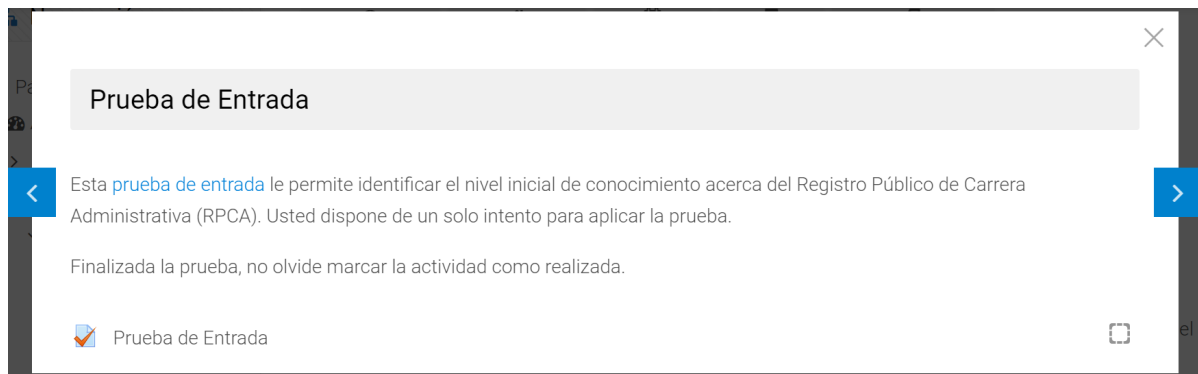 Prueba de Entrada
Esta prueba de entrada le permite identificar el nivel inicial de conocimiento acerca del Registro Público de Carrera
Administrativa (RPCA). Usted dispone de un solo intento para aplicar la prueba.
Finalizada la prueba, no olvide marcar la actividad como realizada.
Prueba de Entrada
el